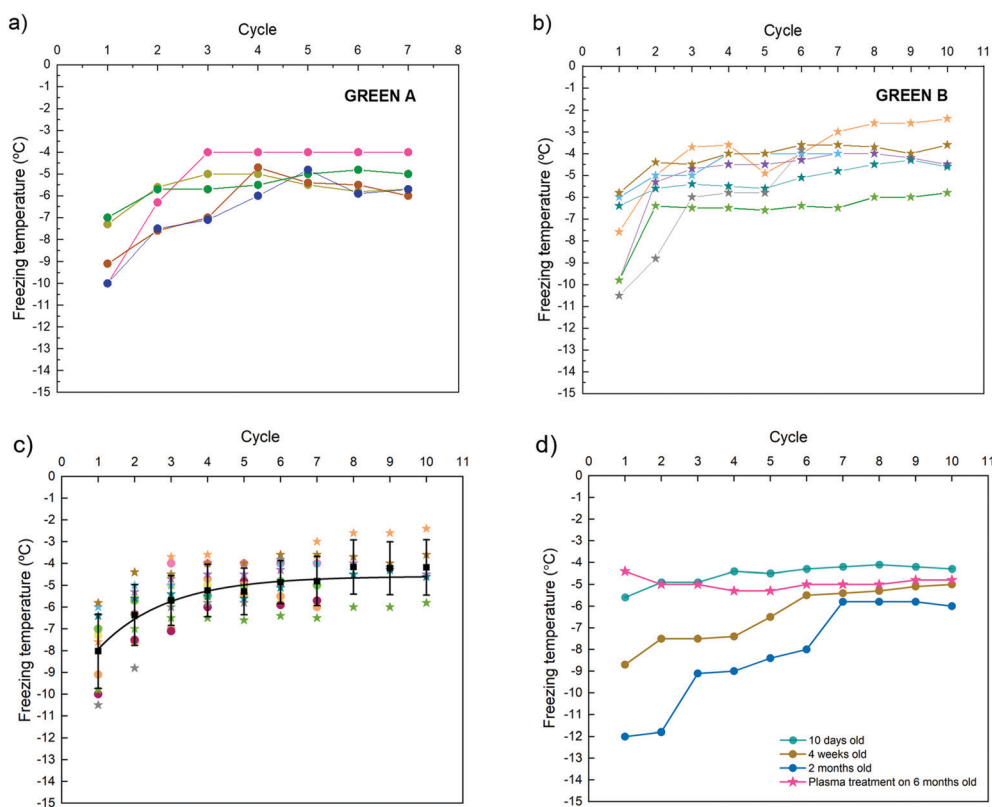 a)
Cycle
0 1 2 3 4 5 6 7 8
0
-1
-2
-3
-4
-5
-6
-7
-8
-9
-10
-11
-12
-13
-14
-15
Freezing temperature (ºC)
GREEN A
b)
Cycle
0 1 2 3 4 5 6 7 8 9 10 11
0
-1
-2
-3
-4
-5
-6
-7
-8
-9
-10
-11
-12
-13
-14
-15
Freezing temperature (ºC)
GREEN B
c)
Cycle
0 1 2 3 4 5 6 7 8 9 10 11
0
-1
-2
-3
-4
-5
-6
-7
-8
-9
-10
-11
-12
-13
-14
-15
Freezing temperature (ºC)
d)
Cycle
0 1 2 3 4 5 6 7 8 9 10 11
0
-1
-2
-3
-4
-5
-6
-7
-8
-9
-10
-11
-12
-13
-14
-15
Freezing temperature (ºC)
10 days old
4 weeks old
2 months old
Plasma treatment on 6 months old